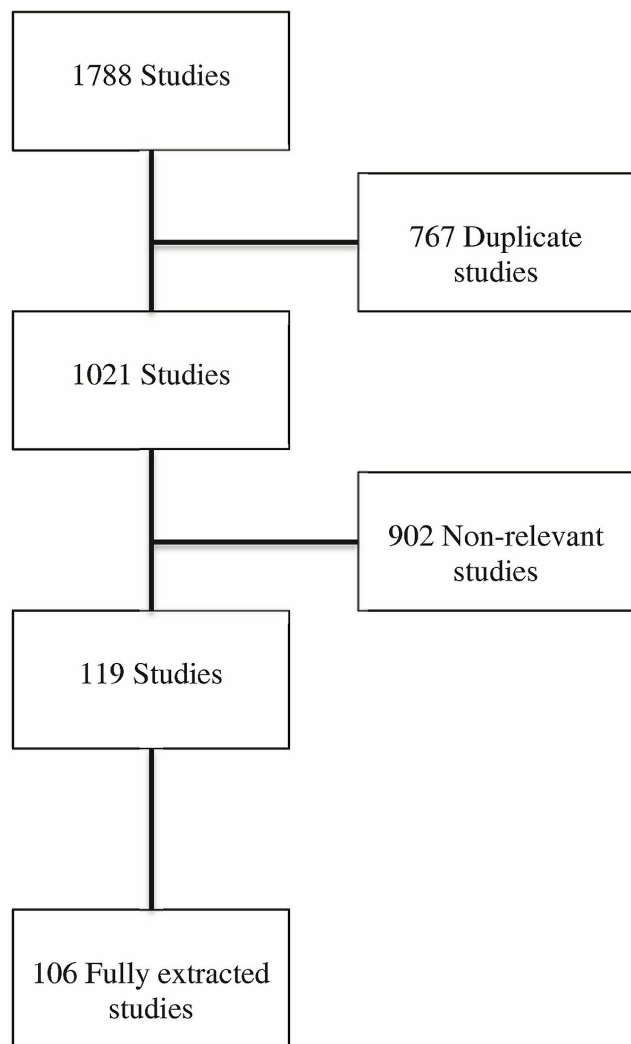 1788 Studies
767 Duplicate
studies
1021 Studies
902 Non-relevant
studies
119 Studies
106 Fully extracted
studies